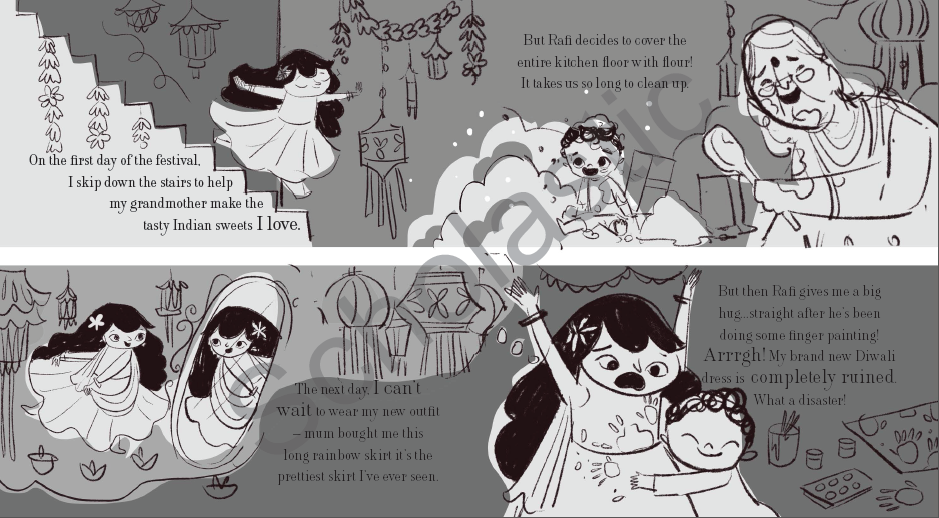 On the first day of the festival,
I skip down the stairs to help
my grandmother make the
tasty Indian sweets I love.
But Rafi decides to cover the
entire kitchen floor with flour!
It takes us so long to clean up.
The next day, I can't
wait to wear my new outfit
– mum bought me this
long rainbow skirt it's the
prettiest skirt I've ever seen.
But then Rafi gives me a big
hug...straight after he's been
doing some finger painting!
Arrrgh! My brand new Diwali
dress is completely ruined.
What a disaster!
Scholastic